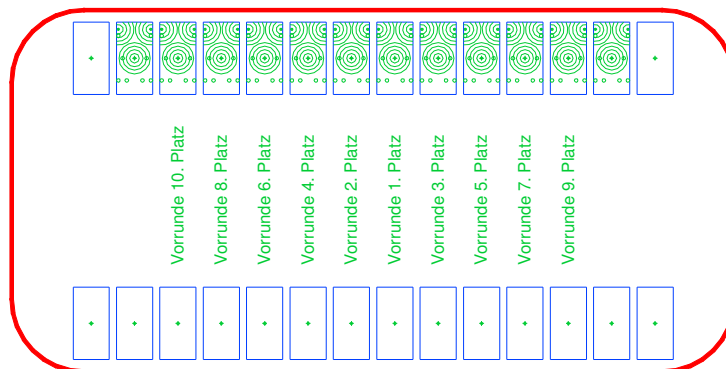 Vorrunde 10. Platz
Vorrunde 8. Platz
Vorrunde 6. Platz
Vorrunde 4. Platz
Vorrunde 2. Platz
Vorrunde 1. Platz
Vorrunde 3. Platz
Vorrunde 5. Platz
Vorrunde 7. Platz
Vorrunde 9. Platz